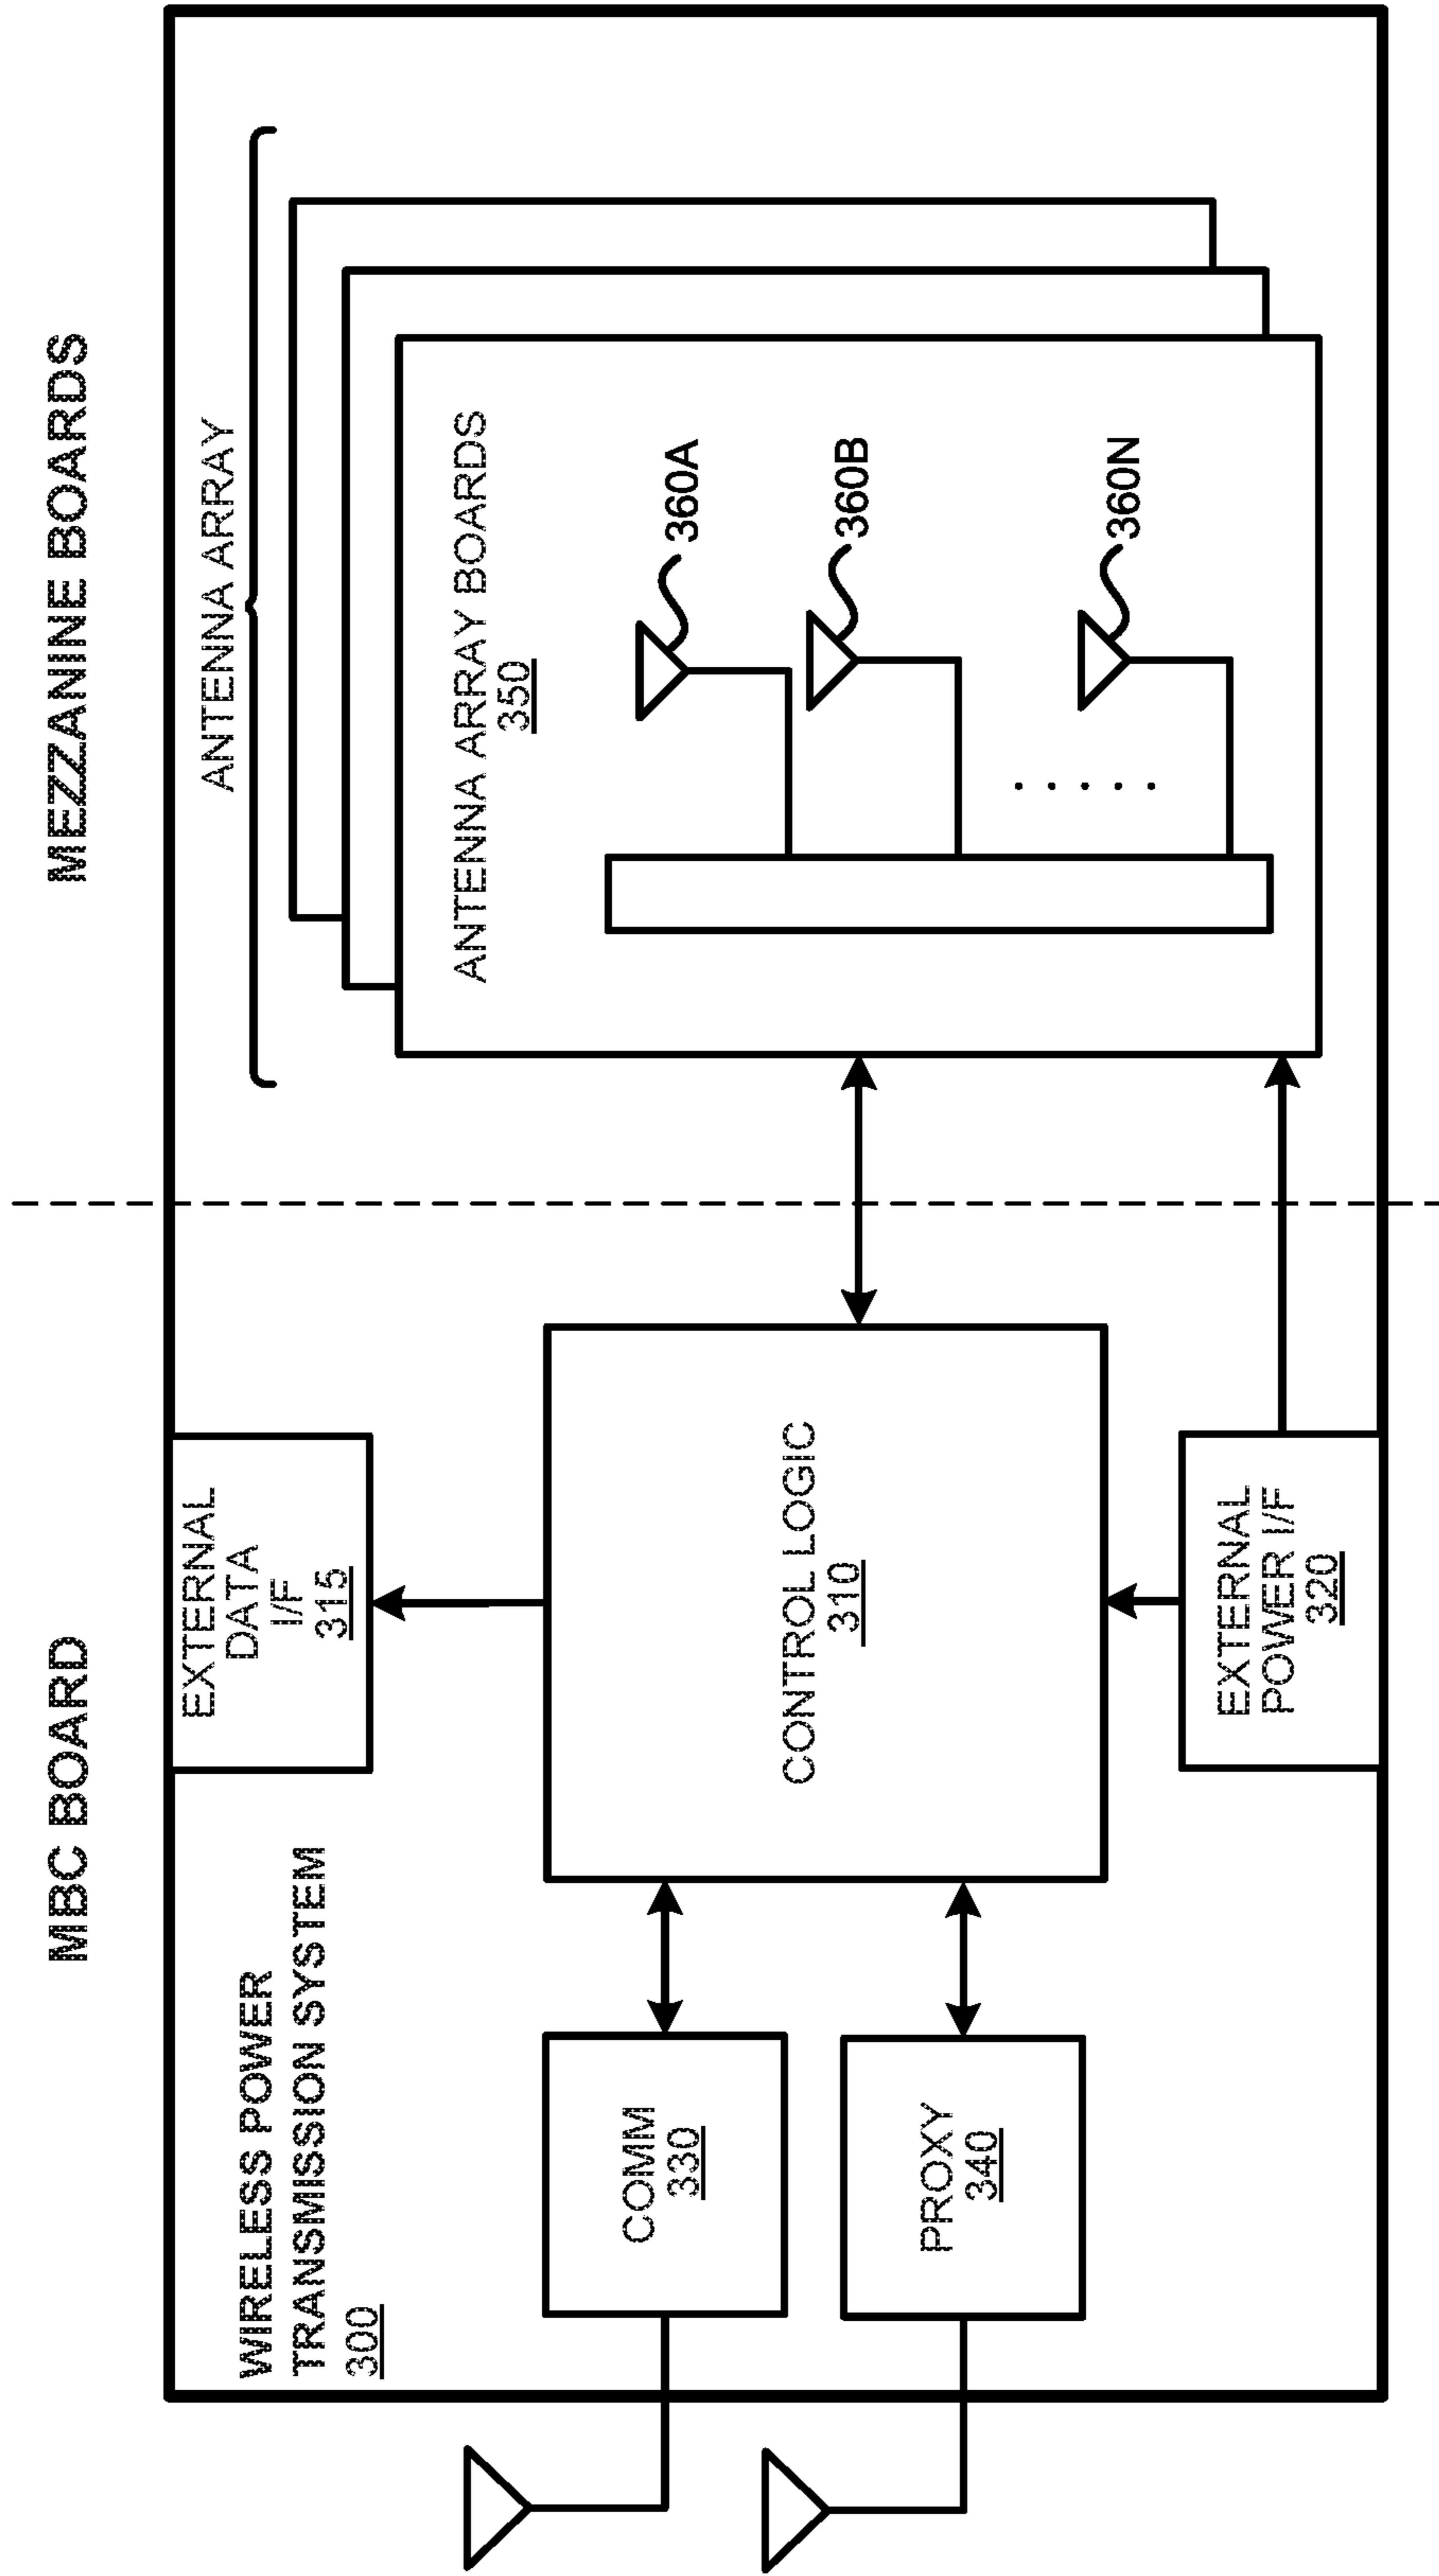 MBC BOARD
MEZZANINE BOARDS
WIRELESS POWER
TRANSMISSION SYSTEM
300
EXTERNAL
DATA
I/F
315
COMM
330
PROXY
340
CONTROL LOGIC
310
EXTERNAL
POWER I/F
320
ANTENNA ARRAY
ANTENNA ARRAY BOARDS
350
360A
360B
.....
360N